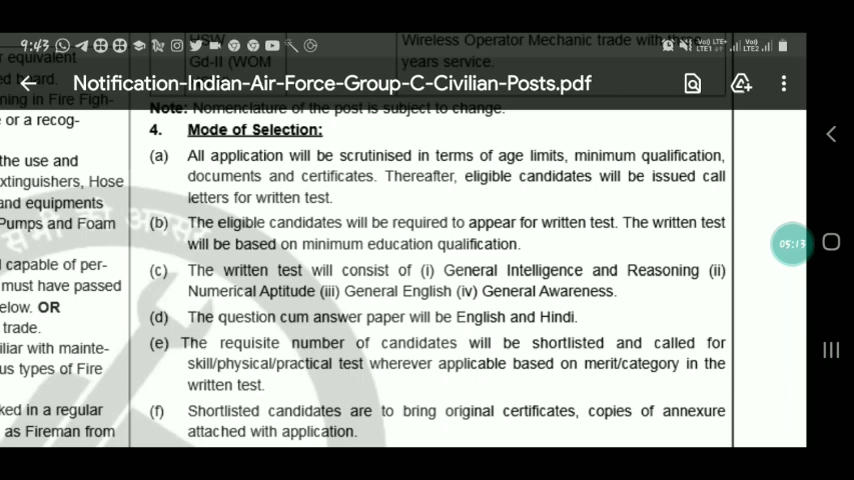 9:43
VoLTE+
LTE1
VoLTE2
LTE2
Notification-Indian-Air-Force-Group-C-Civilian-Posts.pdf
HSW
Gd-II (WOM
Wireless Operator Mechanic trade with three
years service.
r equivalent
ed board.
ning in Fire Figh-
e or a recog-
the use and
xtinguishers, Hose
and equipments
Pumps and Foam
capable of per-
must have passed
elow. OR
trade.
iliar with mainte-
us types of Fire
ked in a regular
as Fireman from
Note: Nomenclature of the post is subject to change.
4. Mode of Selection:
(a) All application will be scrutinised in terms of age limits, minimum qualification,
documents and certificates. Thereafter, eligible candidates will be issued call
letters for written test.
(b) The eligible candidates will be required to appear for written test. The written test
will be based on minimum education qualification.
(c) The written test will consist of (i) General Intelligence and Reasoning (ii)
Numerical Aptitude (iii) General English (iv) General Awareness.
(d) The question cum answer paper will be English and Hindi.
(e) The requisite number of candidates will be shortlisted and called for
skill/physical/practical test wherever applicable based on merit/category in the
written test.
(f) Shortlisted candidates are to bring original certificates, copies of annexure
attached with application.
05:13